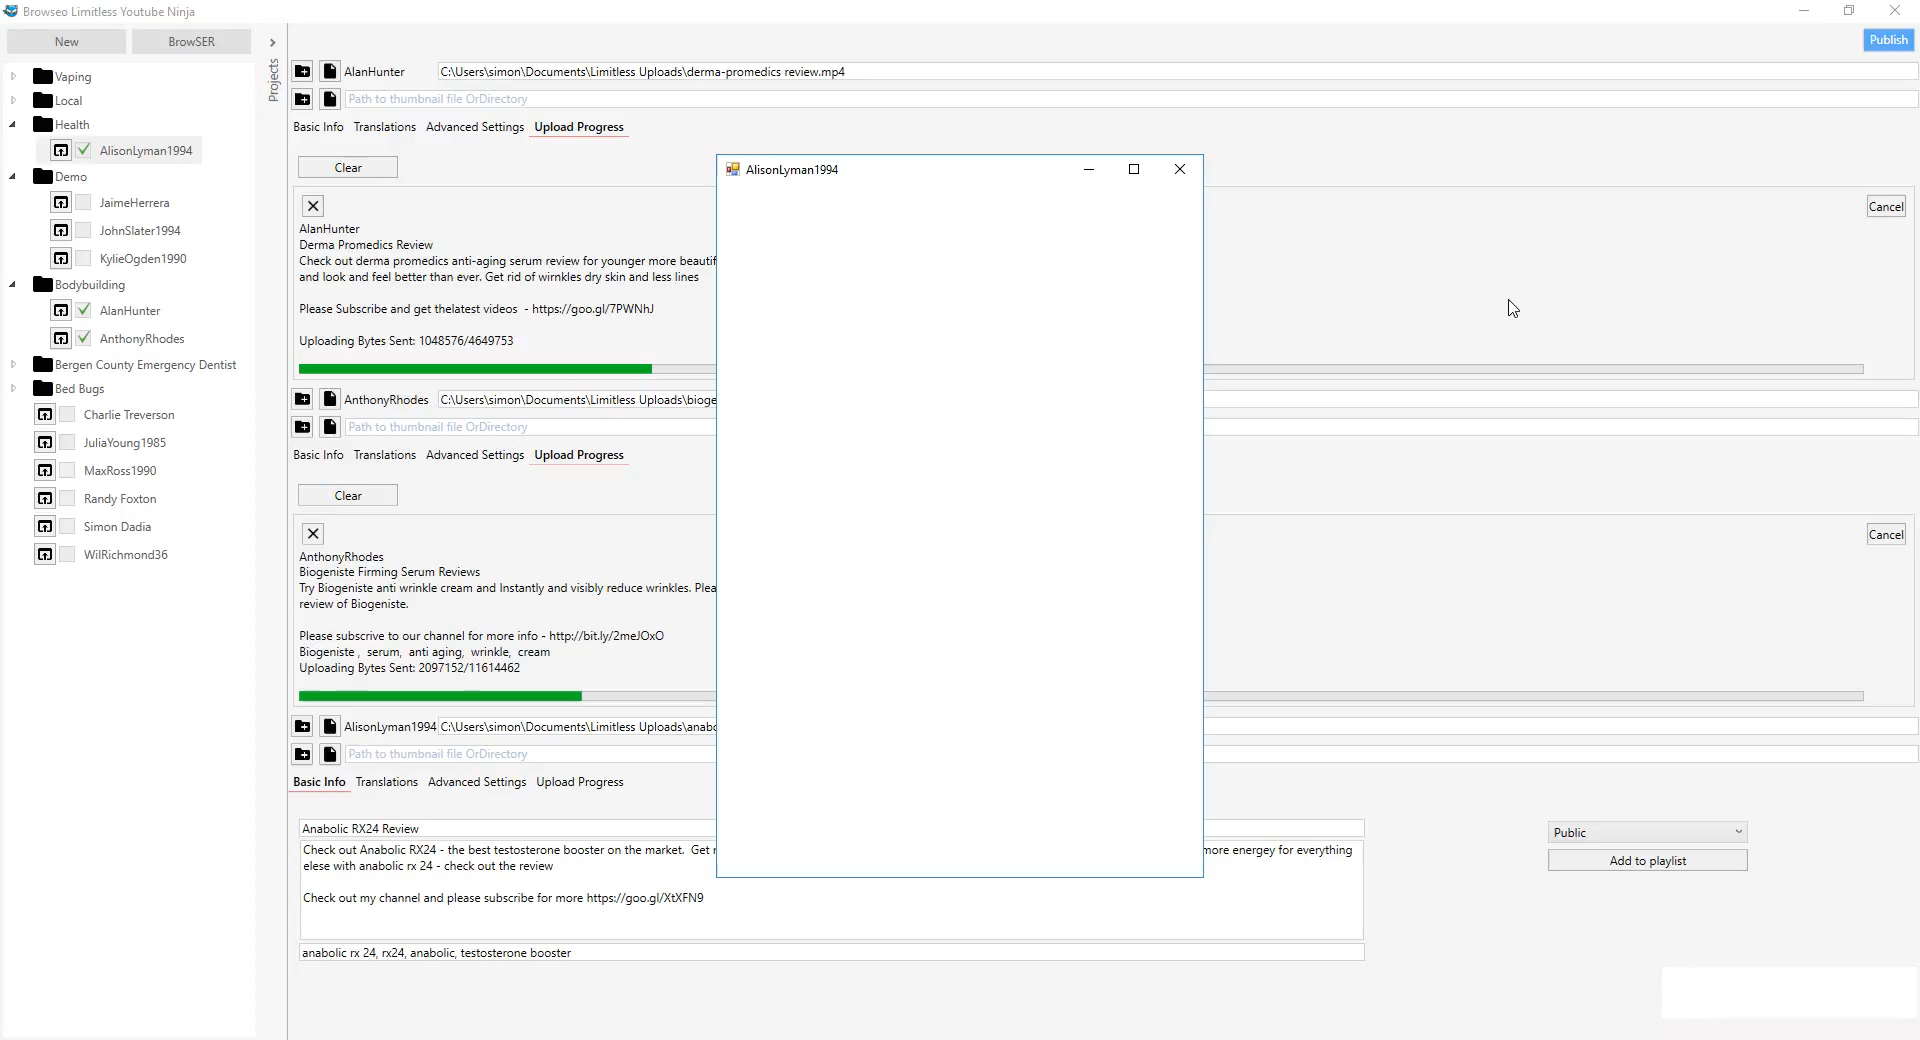 Browseo Limitless Youtube Ninja
New
BrowSER
Projects
Vaping
Local
Health
AlisonLyman1994
Demo
JaimeHerrera
JohnSlater1994
KylieOgden1990
Bodybuilding
AlanHunter
AnthonyRhodes
Bergen County Emergency Dentist
Bed Bugs
Charlie Treverson
JuliaYoung1985
MaxRoss1990
Randy Foxton
Simon Dadia
WilRichmond36
Publish
AlanHunter C:\Users\simon\Documents\Limitless Uploads\derma-promedics review.mp4
Path to thumbnail file OrDirectory
Basic Info Translations Advanced Settings Upload Progress
Clear
Cancel
AlanHunter
Derma Promedics Review
Check out derma promedics anti-aging serum review for younger more beautif
and look and feel better than ever. Get rid of wirnkles dry skin and less lines
Please Subscribe and get thelatest videos - https://goo.gl/7PWNhJ
Uploading Bytes Sent: 1048576/4649753
AnthonyRhodes C:\Users\simon\Documents\Limitless Uploads\bioge
Path to thumbnail file OrDirectory
Basic Info Translations Advanced Settings Upload Progress
Clear
Cancel
AnthonyRhodes
Biogeniste Firming Serum Reviews
Try Biogeniste anti wrinkle cream and Instantly and visibly reduce wrinkles. Plea
review of Biogeniste.
Please subscrive to our channel for more info - http://bit.ly/2meJOxO
Biogeniste , serum, anti aging, wrinkle, cream
Uploading Bytes Sent: 2097152/11614462
AlisonLyman1994 C:\Users\simon\Documents\Limitless Uploads\anabo
Path to thumbnail file OrDirectory
Basic Info Translations Advanced Settings Upload Progress
Anabolic RX24 Review
Check out Anabolic RX24 - the best testosterone booster on the market. Get more energey for everything
elese with anabolic rx 24 - check out the review
Check out my channel and please subscribe for more https://goo.gl/XtXFN9
anabolic rx 24, rx24, anabolic, testosterone booster
Public
Add to playlist
AlisonLyman1994